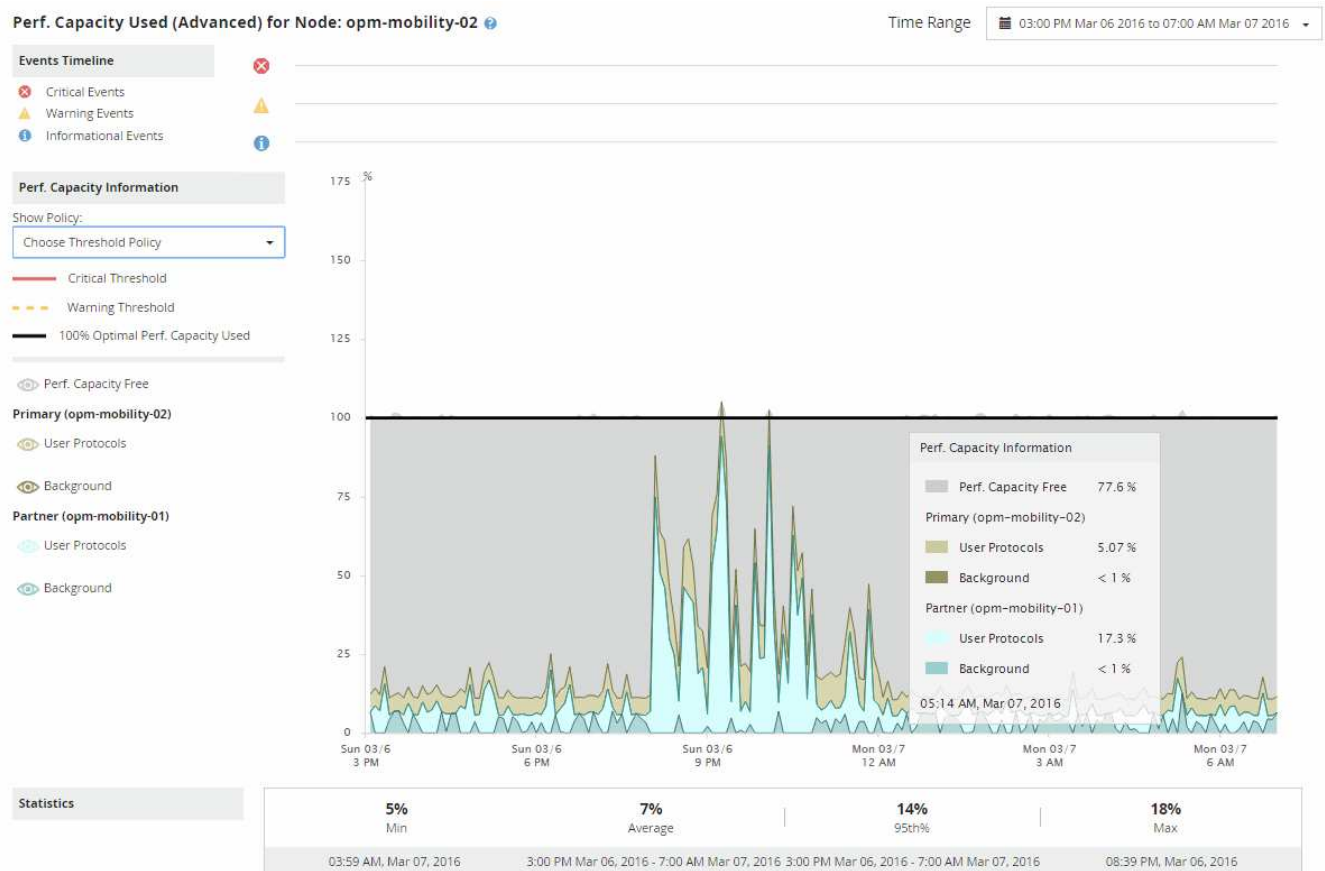 Perf. Capacity Used (Advanced) for Node: opm-mobility-02
Time Range 03:00 PM Mar 06 2016 to 07:00 AM Mar 07 2016
Events Timeline
Critical Events
Warning Events
Informational Events
Perf. Capacity Information
Show Policy:
Choose Threshold Policy
Critical Threshold
Warning Threshold
100% Optimal Perf. Capacity Used
Perf. Capacity Free
Primary (opm-mobility-02)
User Protocols
Background
Partner (opm-mobility-01)
User Protocols
Background
%
175
150
125
100
75
50
25
0
Sun 03/6 Sun 03/6 Sun 03/6 Mon 03/7 Mon 03/7 Mon 03/7
3 PM 6 PM 9 PM 12 AM 3 AM 6 AM
Perf. Capacity Information
Perf. Capacity Free 77.6 %
Primary (opm-mobility-02)
User Protocols 5.07 %
Background < 1 %
Partner (opm-mobility-01)
User Protocols 17.3 %
Background < 1 %
05:14 AM, Mar 07, 2016
Statistics
5% 7% 14% 18%
Min Average 95th% Max
03:59 AM, Mar 07, 2016 3:00 PM Mar 06, 2016 - 7:00 AM Mar 07, 2016 3:00 PM Mar 06, 2016 - 7:00 AM Mar 07, 2016 08:39 PM, Mar 06, 2016